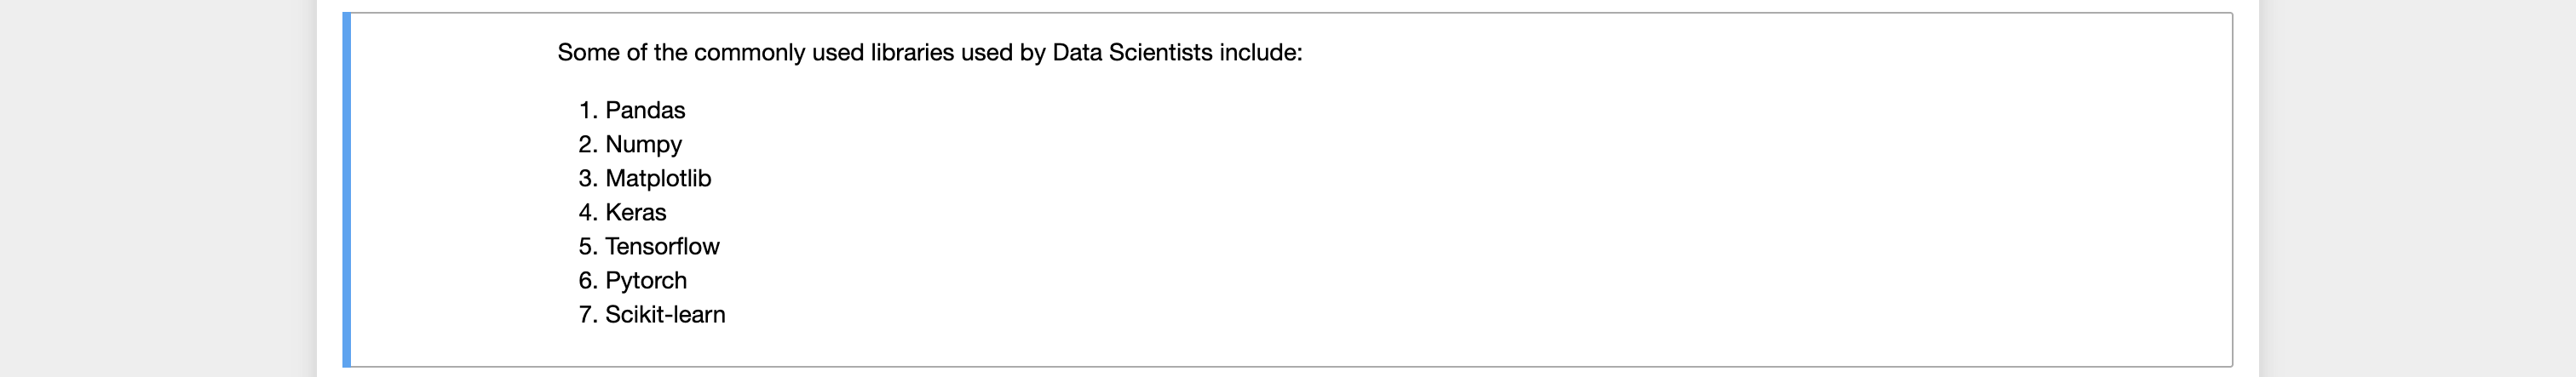 Some of the commonly used libraries used by Data Scientists include:
1. Pandas
2. Numpy
3. Matplotlib
4. Keras
5. Tensorflow
6. Pytorch
7. Scikit-learn